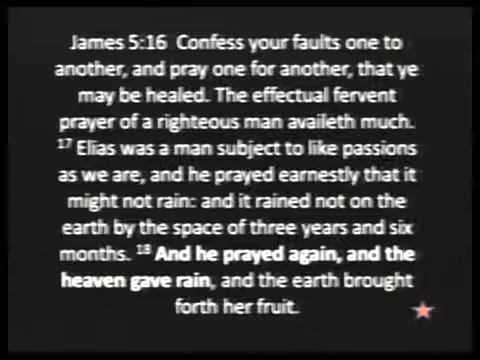 James 5:16  Confess your faults one to
another, and pray one for another, that ye
may be healed. The effectual fervent
prayer of a righteous man availeth much.
17 Elias was a man subject to like passions
as we are, and he prayed earnestly that it
might not rain: and it rained not on the
earth by the space of three years and six
months. 18 And he prayed again, and the
heaven gave rain, and the earth brought
forth her fruit.